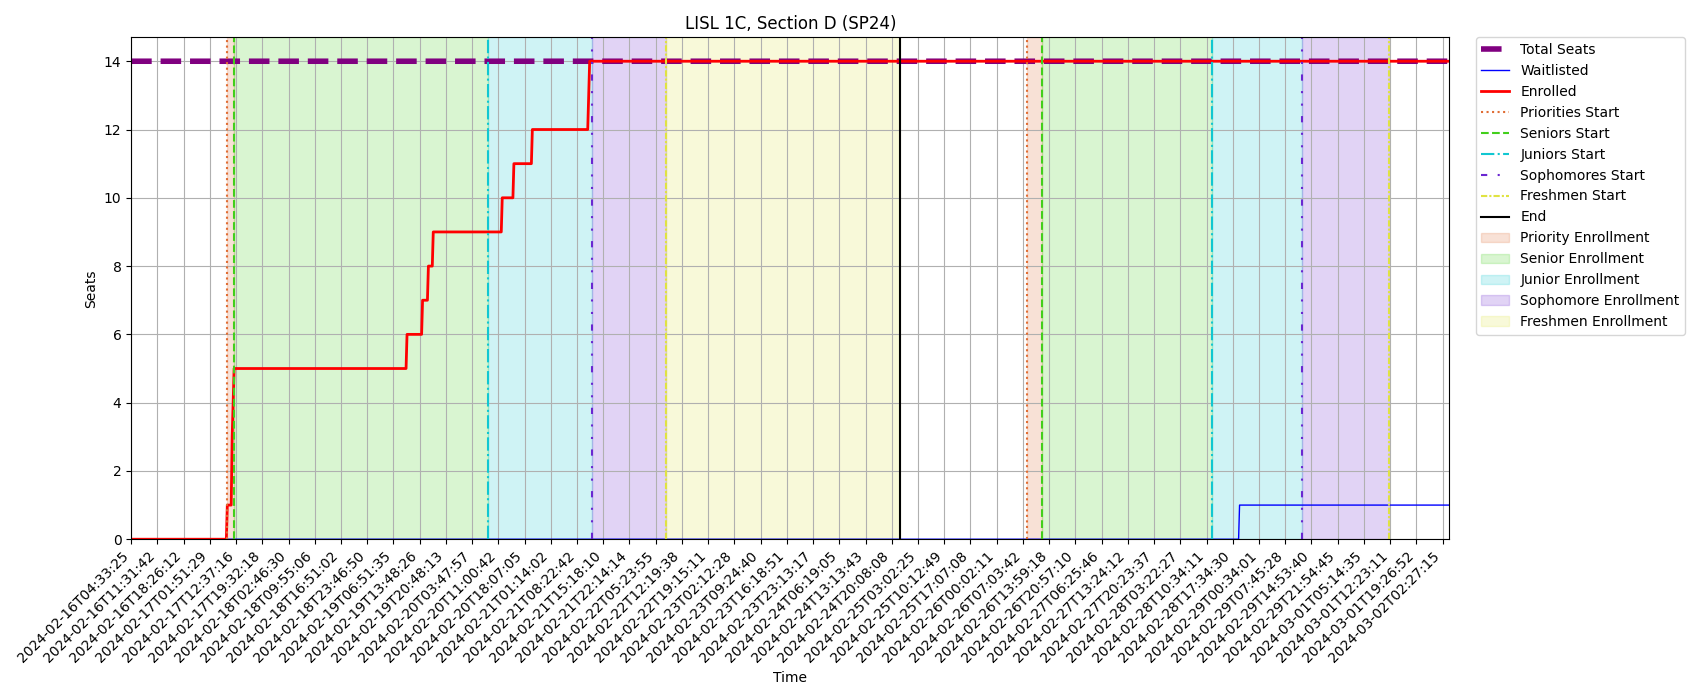 LISL 1C, Section D (SP24)
Seats
14
12
10
8
6
4
2
0
2024-02-16T04:33:25
2024-02-16T11:31:42
2024-02-16T18:26:12
2024-02-17T01:51:29
2024-02-17T12:37:16
2024-02-17T19:32:18
2024-02-18T02:46:30
2024-02-18T09:55:06
2024-02-18T16:51:02
2024-02-18T23:46:50
2024-02-19T06:51:35
2024-02-19T13:48:26
2024-02-19T20:48:13
2024-02-20T03:47:57
2024-02-20T11:00:42
2024-02-20T18:07:05
2024-02-21T01:14:02
2024-02-21T08:22:42
2024-02-21T15:18:10
2024-02-21T22:14:14
2024-02-22T05:23:55
2024-02-22T12:19:38
2024-02-22T19:15:11
2024-02-23T02:12:28
2024-02-23T09:24:40
2024-02-23T16:18:51
2024-02-23T23:13:17
2024-02-24T06:19:05
2024-02-24T13:13:43
2024-02-24T20:08:08
2024-02-25T03:02:25
2024-02-25T10:12:49
2024-02-25T17:07:08
2024-02-26T00:02:11
2024-02-26T07:03:42
2024-02-26T13:59:18
2024-02-26T20:57:10
2024-02-27T06:25:46
2024-02-27T13:24:12
2024-02-27T20:23:37
2024-02-28T03:22:27
2024-02-28T10:34:11
2024-02-28T17:34:30
2024-02-29T00:34:01
2024-02-29T07:45:28
2024-02-29T14:53:40
2024-02-29T21:54:45
2024-03-01T05:14:35
2024-03-01T12:23:11
2024-03-01T19:26:52
2024-03-02T02:27:15
Time
Total Seats
Waitlisted
Enrolled
Priorities Start
Seniors Start
Juniors Start
Sophomores Start
Freshmen Start
End
Priority Enrollment
Senior Enrollment
Junior Enrollment
Sophomore Enrollment
Freshmen Enrollment